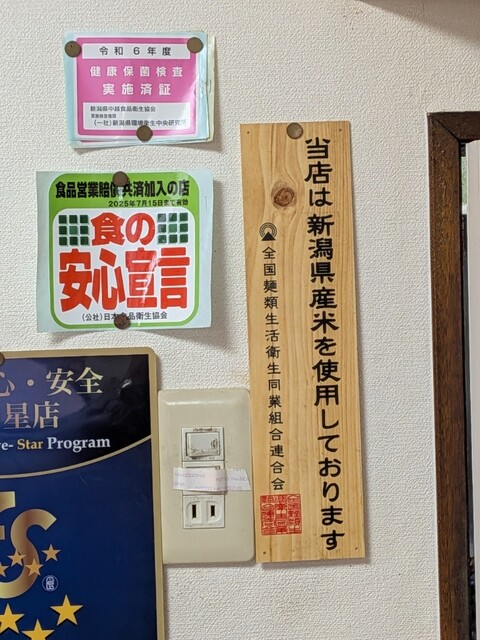 令和6年度
健康保菌検査
実施済証
新潟県中越食品衛生協会
(一社)新潟県環境衛生中央研究所
食品営業賠償共済加入の店
2025年7月15日まで有効
食の
安心宣言
(公社)日本食品衛生協会
心・安全
星店
e- Star Program
当店は新潟県産米を使用しております
全国麺類生活衛生同業組合連合会